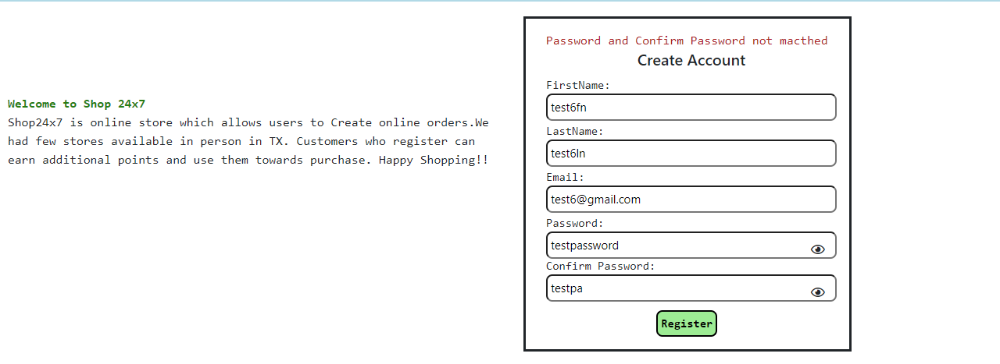 Welcome to Shop 24x7
Shop24x7 is online store which allows users to Create online orders.We
had few stores available in person in TX. Customers who register can
earn additional points and use them towards purchase. Happy Shopping!!
Password and Confirm Password not macthed
Create Account
FirstName:
test6fn
LastName:
test6ln
Email:
test6@gmail.com
Password:
testpassword
Confirm Password:
testpa
Register